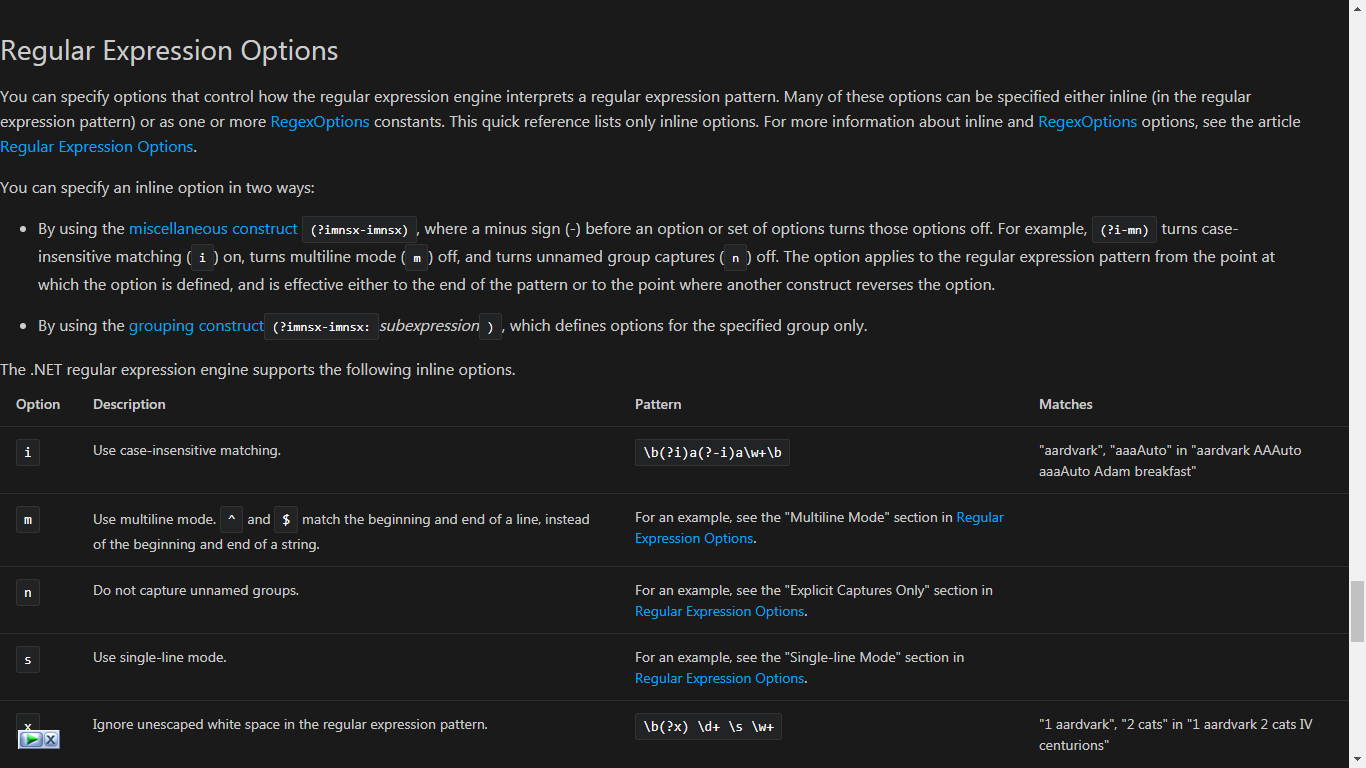 Regular Expression Options
You can specify options that control how the regular expression engine interprets a regular expression pattern. Many of these options can be specified either inline (in the regular
expression pattern) or as one or more RegexOptions constants. This quick reference lists only inline options. For more information about inline and RegexOptions options, see the article
Regular Expression Options.
You can specify an inline option in two ways:
• By using the miscellaneous construct (?imnsx-imnsx) , where a minus sign (-) before an option or set of options turns those options off. For example, (?i-mn) turns case-
insensitive matching ( i ) on, turns multiline mode ( m ) off, and turns unnamed group captures ( n ) off. The option applies to the regular expression pattern from the point at
which the option is defined, and is effective either to the end of the pattern or to the point where another construct reverses the option.
• By using the grouping construct (?imnsx-imnsx: subexpression ) , which defines options for the specified group only.
The .NET regular expression engine supports the following inline options.
Option Description Pattern Matches
i Use case-insensitive matching. \b(?i)a(?-i)a\w+\b "aardvark", "aaaAuto" in "aardvark AAAuto
aaaAuto Adam breakfast"
m Use multiline mode. ^ and $ match the beginning and end of a line, instead For an example, see the "Multiline Mode" section in Regular
of the beginning and end of a string. Expression Options.
n Do not capture unnamed groups. For an example, see the "Explicit Captures Only" section in
Regular Expression Options.
s Use single-line mode. For an example, see the "Single-line Mode" section in
Regular Expression Options.
x Ignore unescaped white space in the regular expression pattern. \b(?x) \d+ \s \w+ "1 aardvark", "2 cats" in "1 aardvark 2 cats IV
centurions"